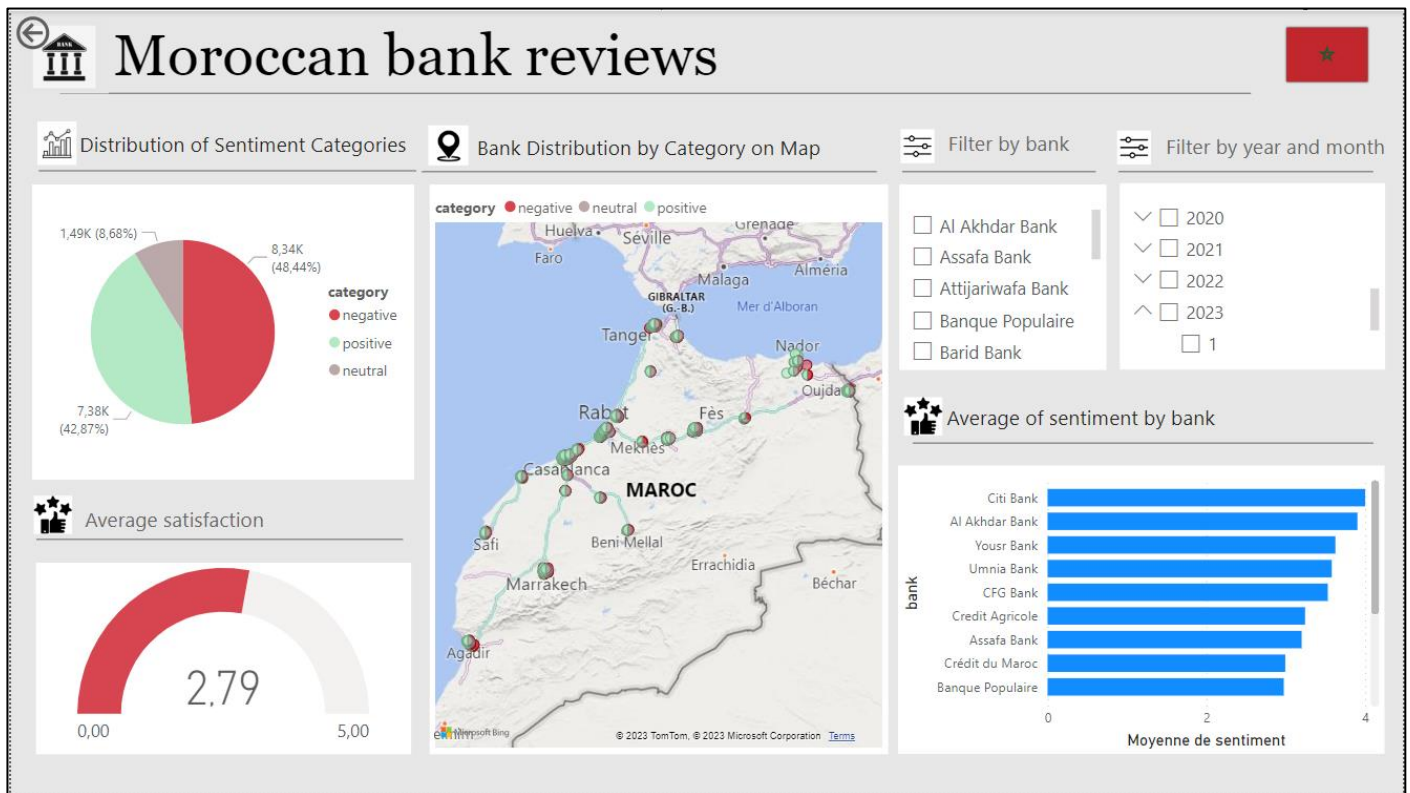 BANK
Moroccan bank reviews
Distribution of Sentiment Categories
1,49K (8,68%)
8,34K
(48,44%)
7,38K
(42,87%)
category
negative
positive
neutral
Average satisfaction
2,79
0,00
5,00
Bank Distribution by Category on Map
category negative neutral positive
Huelva
Séville
Grenade
Faro
Malaga
Alméria
GIBRALTAR
(G.-B.)
Mer d'Alboran
Tanger
Nador
Oujda
Rabat
Fès
Meknès
Casablanca
MAROC
Safi
Beni Mellal
Errachidia
Marrakech
Béchar
Agadir
Microsoft Bing
© 2023 TomTom, © 2023 Microsoft Corporation Terms
Filter by bank
Al Akhdar Bank
Assafa Bank
Attijariwafa Bank
Banque Populaire
Barid Bank
Filter by year and month
2020
2021
2022
2023
1
Average of sentiment by bank
bank
Citi Bank
Al Akhdar Bank
Yousr Bank
Umnia Bank
CFG Bank
Credit Agricole
Assafa Bank
Crédit du Maroc
Banque Populaire
0 2 4
Moyenne de sentiment